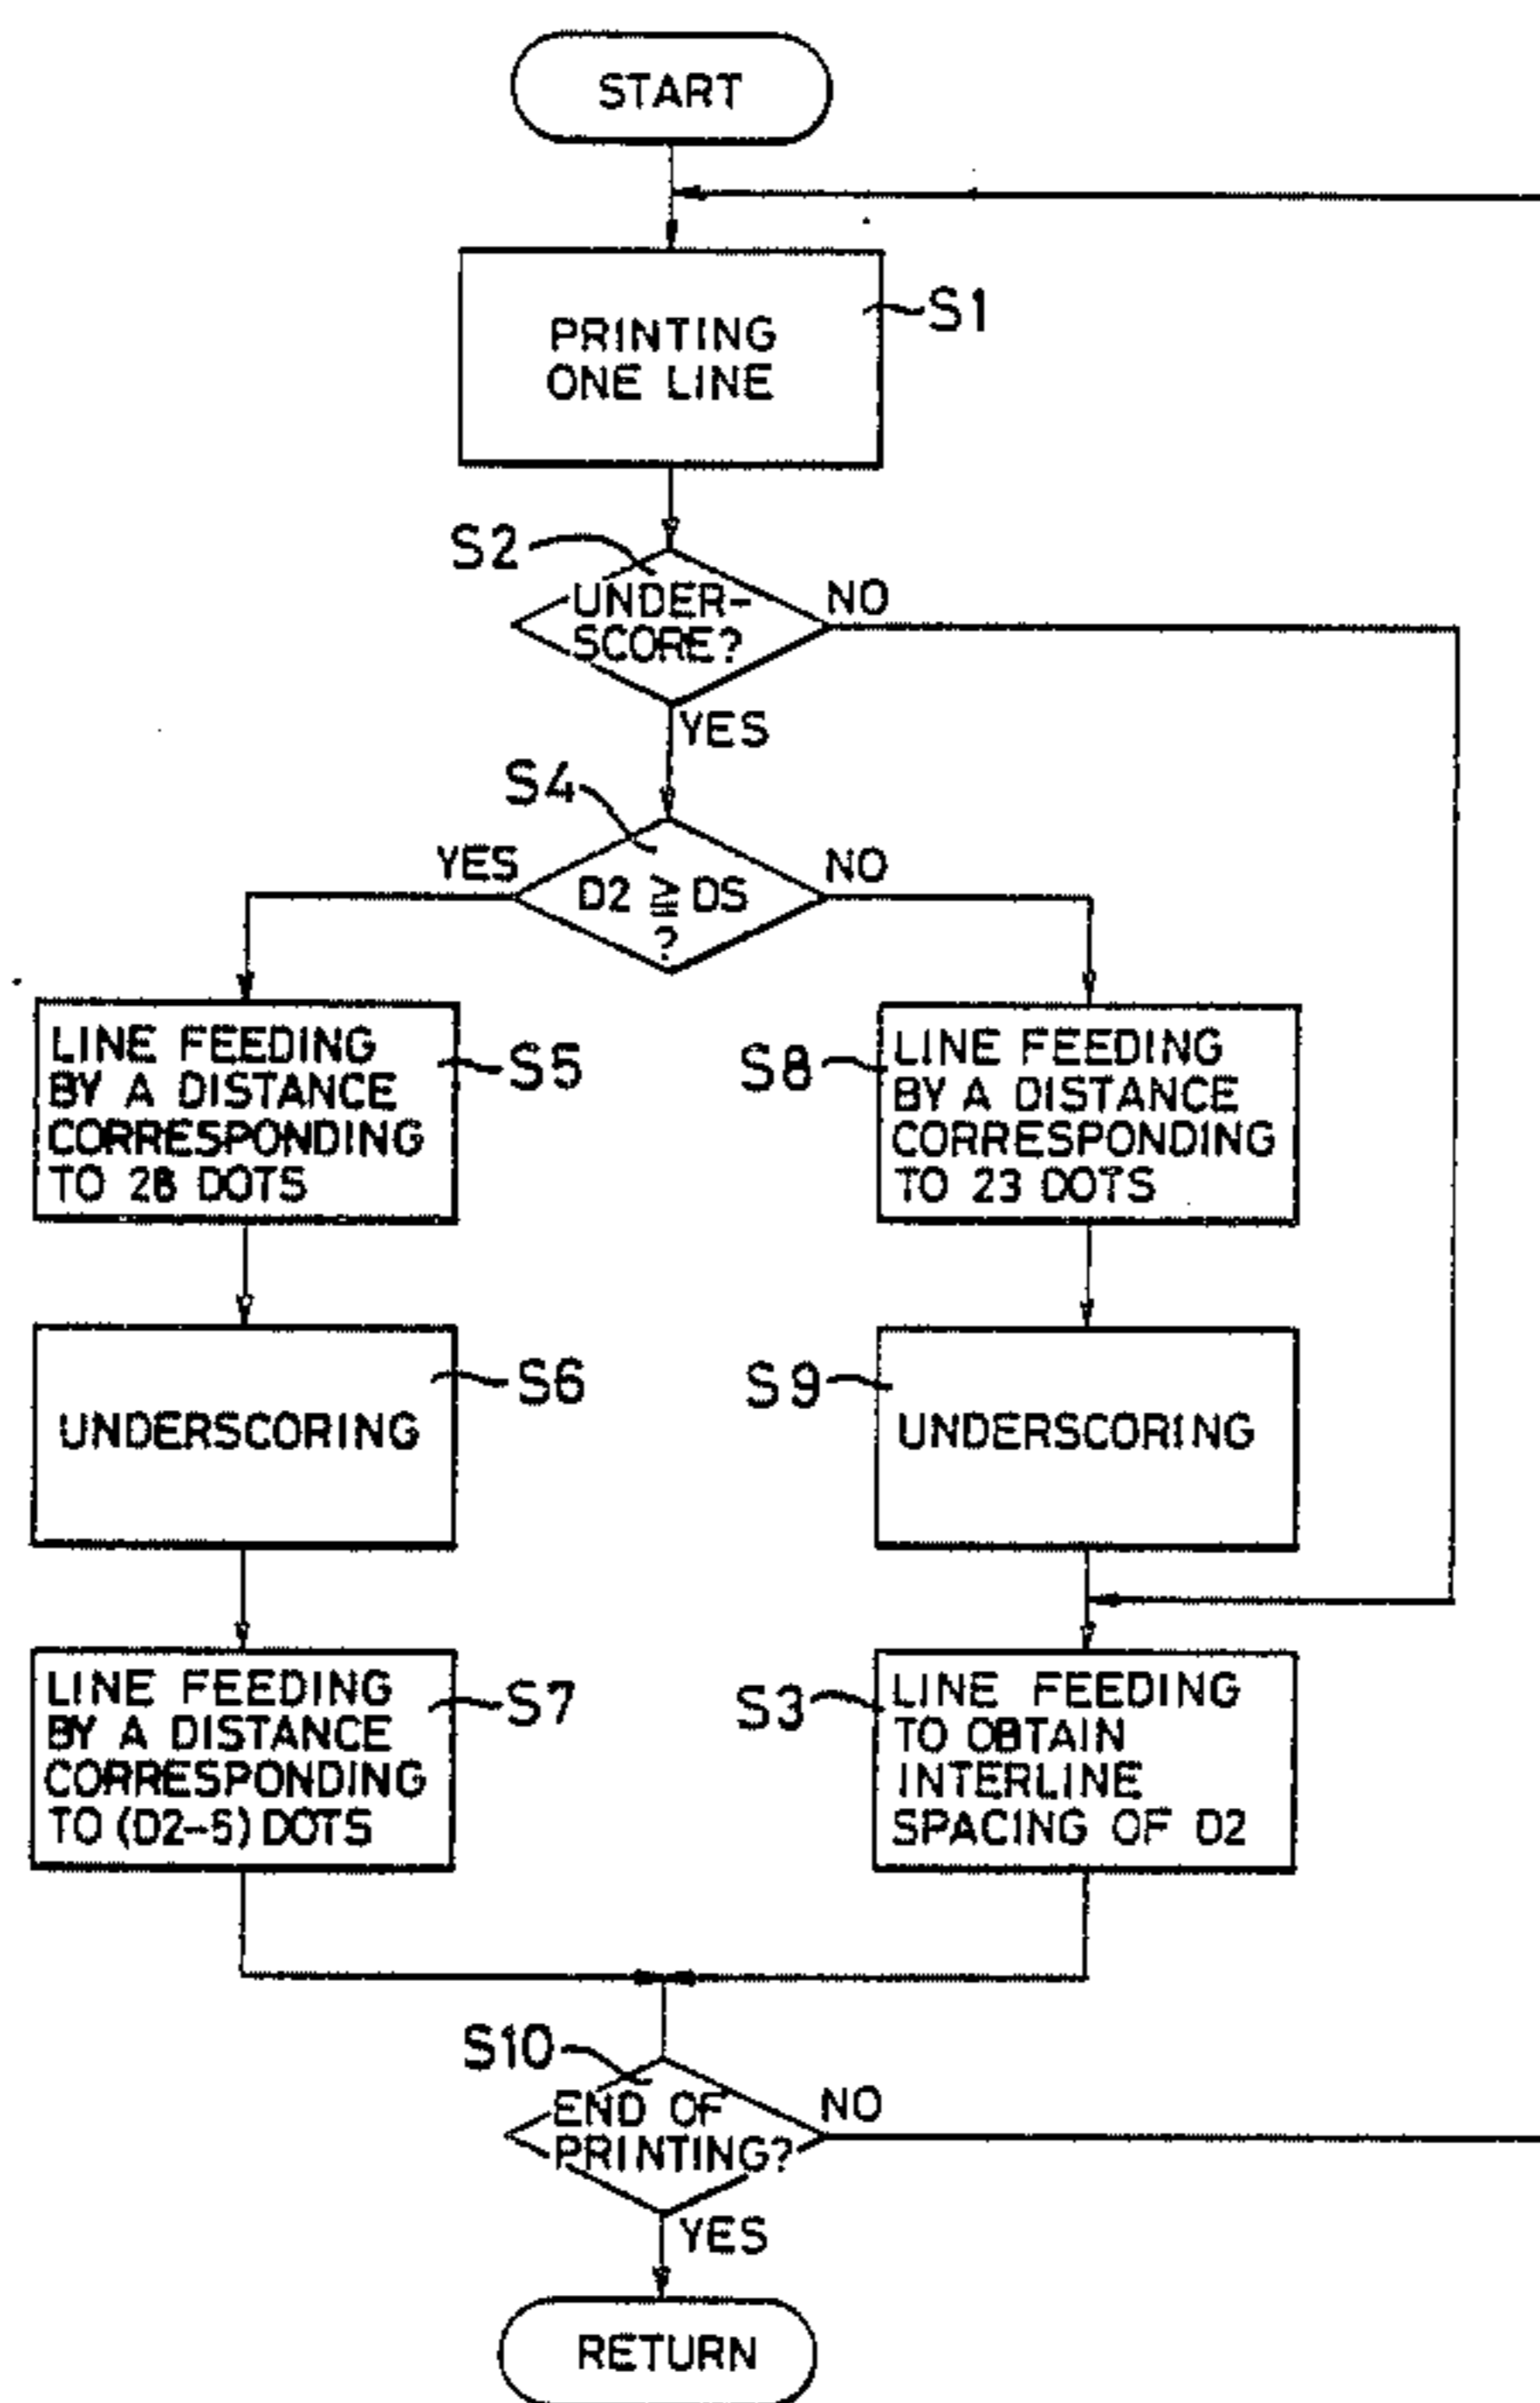 START
PRINTING
ONE LINE
S1
S2
UNDER-
SCORE?
NO
YES
S4
YES
D2 ≧ DS
?
NO
LINE FEEDING
BY A DISTANCE
CORRESPONDING
TO 28 DOTS
S5
S8
LINE FEEDING
BY A DISTANCE
CORRESPONDING
TO 23 DOTS
UNDERSCORING
S6
S9
UNDERSCORING
LINE FEEDING
BY A DISTANCE
CORRESPONDING
TO (D2-5) DOTS
S7
S3
LINE FEEDING
TO OBTAIN
INTERLINE
SPACING OF D2
S10
END OF
PRINTING?
NO
YES
RETURN